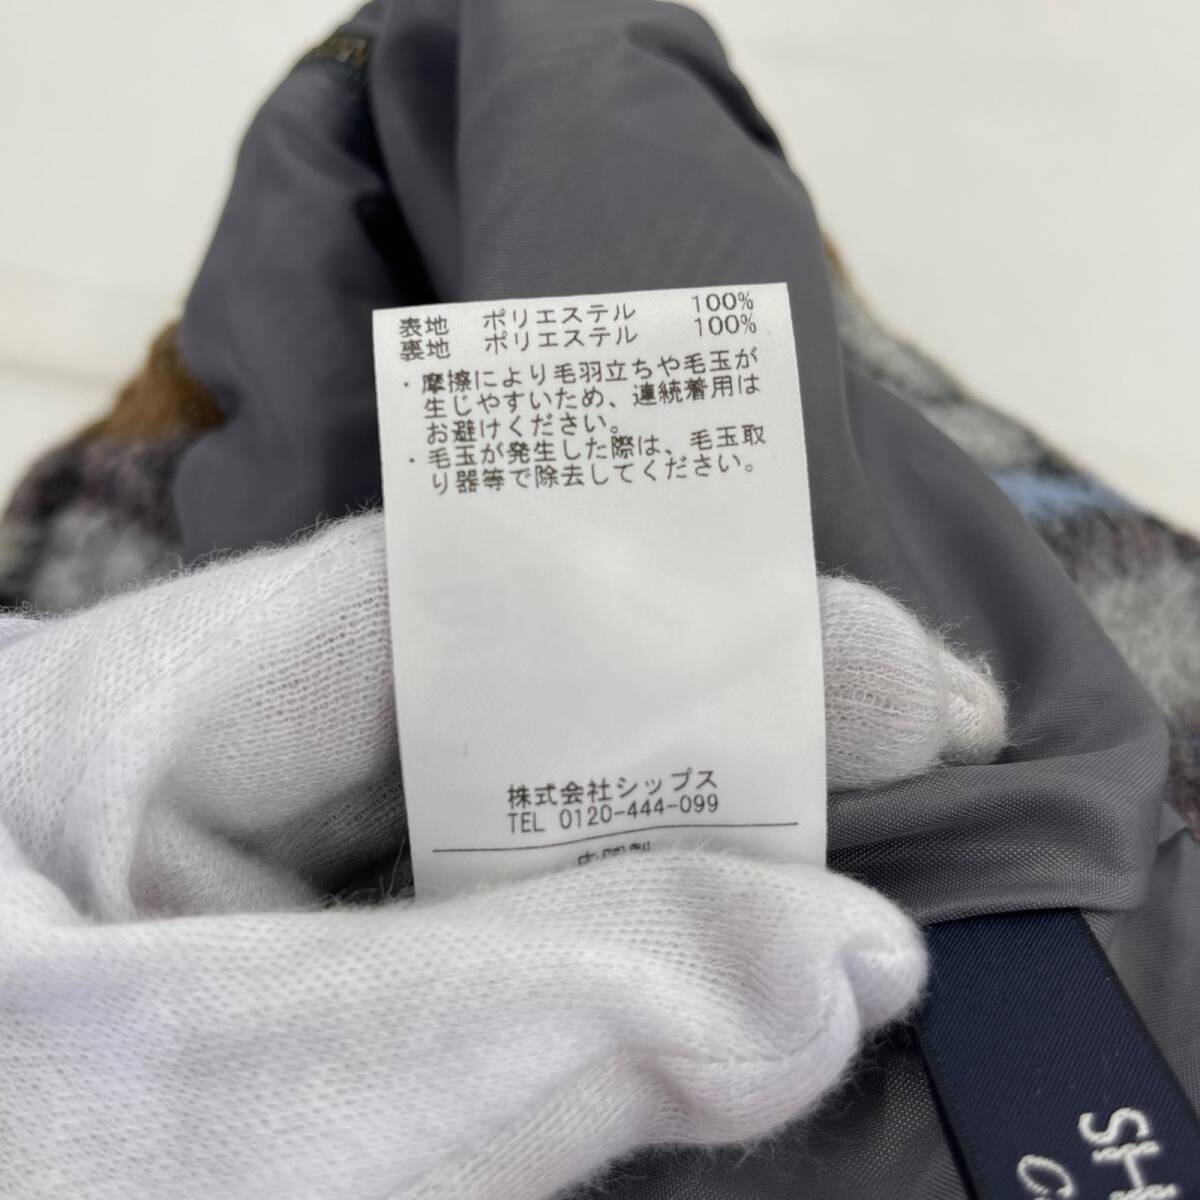 表地 ポリエステル 100%
裏地 ポリエステル 100%
・摩擦により毛羽立ちや毛玉が
生じやすいため、連続着用は
お避けください。
・毛玉が発生した際は、毛玉取
り器等で除去してください。
株式会社シップス
TEL 0120-444-099